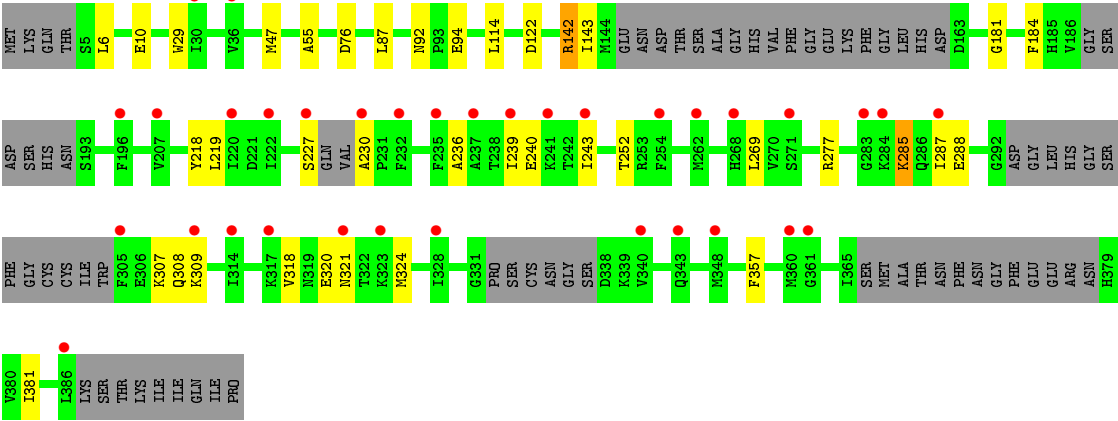 MET LYS GLN THR S5 L6 E10 W29 I30 V36 M47 A55 D76 L87 N92 P93 E94 L114 D122 R142 I143 M144 GLU ASN ASP THR SER ALA GLY HIS VAL PHE GLY GLU LYS PHE GLY LEU HIS ASP D163 G181 F184 H185 V186 GLY SER
ASP SER HIS ASN S193 F196 V207 Y218 L219 I220 D221 I222 S227 GLN VAL A230 P231 F232 F235 A236 A237 T238 I239 E240 K241 T242 I243 T252 R253 F254 M262 H268 L269 V270 S271 R277 G283 K284 K285 Q286 I287 E288 G292 ASP GLY LEU HIS GLY SER
PHE GLY CYS CYS ILE TRP F305 E306 K307 Q308 K309 I314 K317 V318 N319 E320 N321 T322 K323 M324 I328 G331 PRO SER CYS ASN GLY SER D338 K339 V340 Q343 M348 F357 M360 G361 I365 SER MET ALA THR ASN PHE ASN GLY PHE GLU GLU ARG ASN H379
V380 I381 L386 LYS SER THR LYS ILE ILE GLN ILE PRO